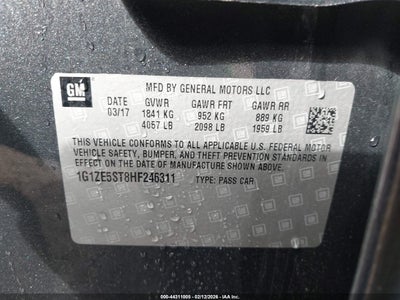 GM
MFD BY GENERAL MOTORS LLC
DATE GVWR GAWR FRT GAWR RR
03/17 1841 KG 952 KG 889 KG
4057 LB 2098 LB 1959 LB
THIS VEHICLE CONFORMS TO ALL APPLICABLE U.S. FEDERAL MOTOR
VEHICLE SAFETY, BUMPER, AND THEFT PREVENTION STANDARDS IN
EFFECT ON THE DATE OF MANUFACTURE SHOWN ABOVE.
1G1ZE5ST8HF246311 TYPE: PASS CAR
000-44311005 - 02/12/2026 - IAAI.COM